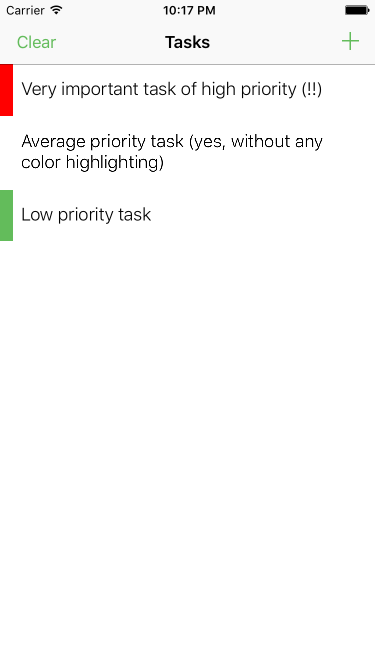 Carrier 10:17 PM
Clear Tasks +
Very important task of high priority (!!)
Average priority task (yes, without any
color highlighting)
Low priority task